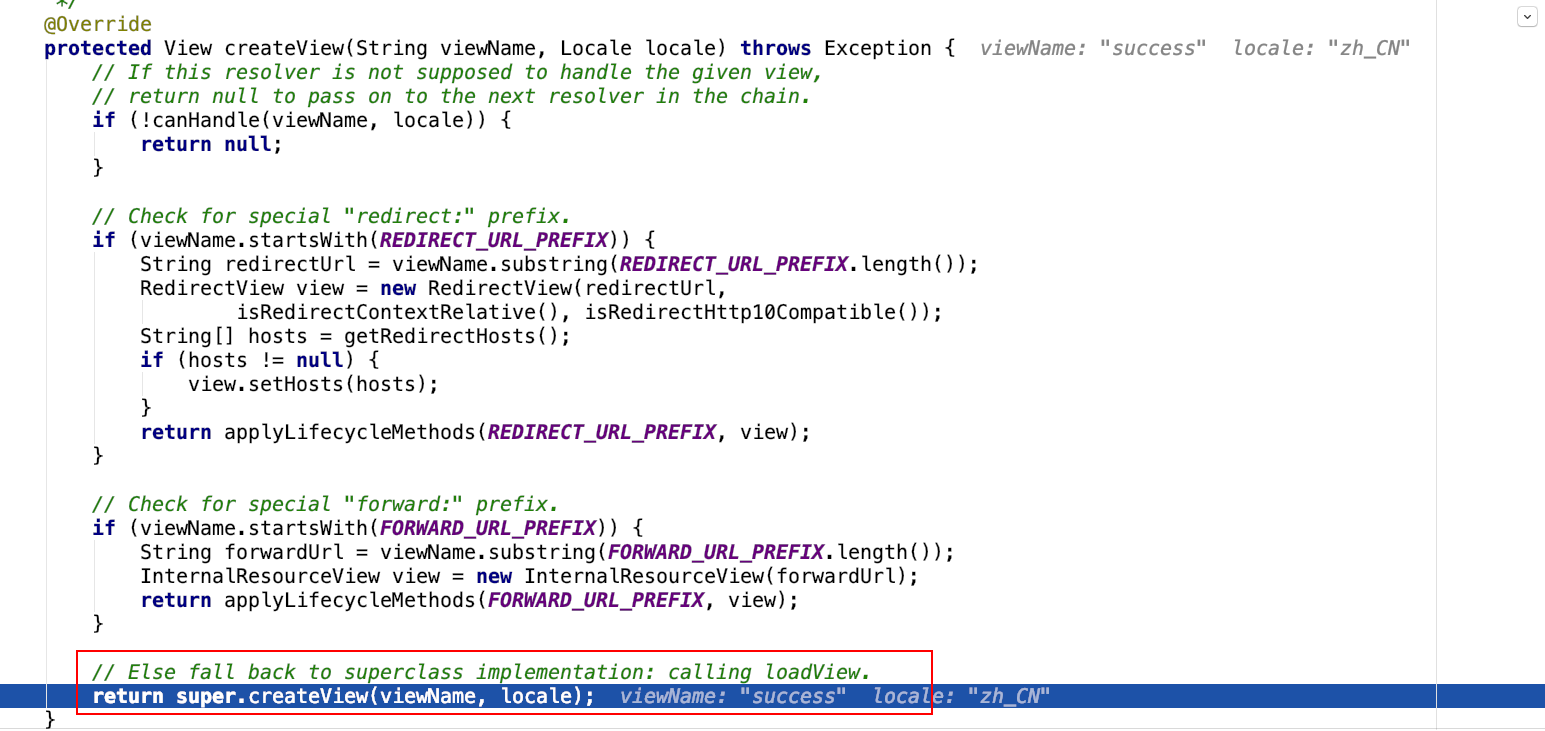 */
@Override
protected View createView(String viewName, Locale locale) throws Exception {  viewName: "success"  locale: "zh_CN"
    // If this resolver is not supposed to handle the given view,
    // return null to pass on to the next resolver in the chain.
    if (!canHandle(viewName, locale)) {
        return null;
    }

    // Check for special "redirect:" prefix.
    if (viewName.startsWith(REDIRECT_URL_PREFIX)) {
        String redirectUrl = viewName.substring(REDIRECT_URL_PREFIX.length());
        RedirectView view = new RedirectView(redirectUrl,
                isRedirectContextRelative(), isRedirectHttp10Compatible());
        String[] hosts = getRedirectHosts();
        if (hosts != null) {
            view.setHosts(hosts);
        }
        return applyLifecycleMethods(REDIRECT_URL_PREFIX, view);
    }

    // Check for special "forward:" prefix.
    if (viewName.startsWith(FORWARD_URL_PREFIX)) {
        String forwardUrl = viewName.substring(FORWARD_URL_PREFIX.length());
        InternalResourceView view = new InternalResourceView(forwardUrl);
        return applyLifecycleMethods(FORWARD_URL_PREFIX, view);
    }

    // Else fall back to superclass implementation: calling loadView.
    return super.createView(viewName, locale);  viewName: "success"  locale: "zh_CN"
}